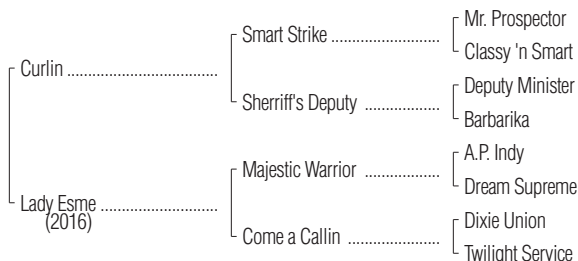 Mr. Prospector
Smart Strike ..............................
Classy 'n Smart
Curlin ..........................................
Deputy Minister
Sherriff's Deputy .....................
Barbarika
A.P. Indy
Majestic Warrior .....................
Dream Supreme
Lady Esme ..................................
(2016)
Dixie Union
Come a Callin ..........................
Twilight Service